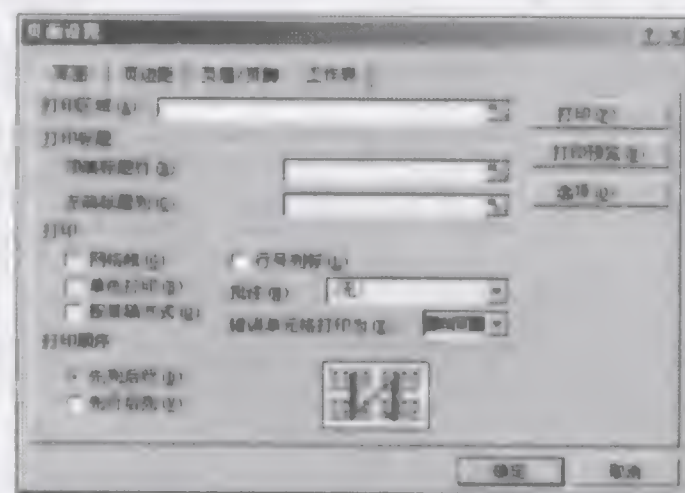 页面设置
页面 页边距 页眉/页脚 工作表
打印区域(A): 打印(P)...
打印标题 打印预览(W)
顶端标题行(R): 选项(O)...
左端标题列(C):
打印
网格线(G) 行号列标(L)
单色打印(B) 批注(M): (无)
按草稿方式(Q) 错误单元格打印为(E):
打印顺序
先列后行(D)
先行后列(V)
确定 取消